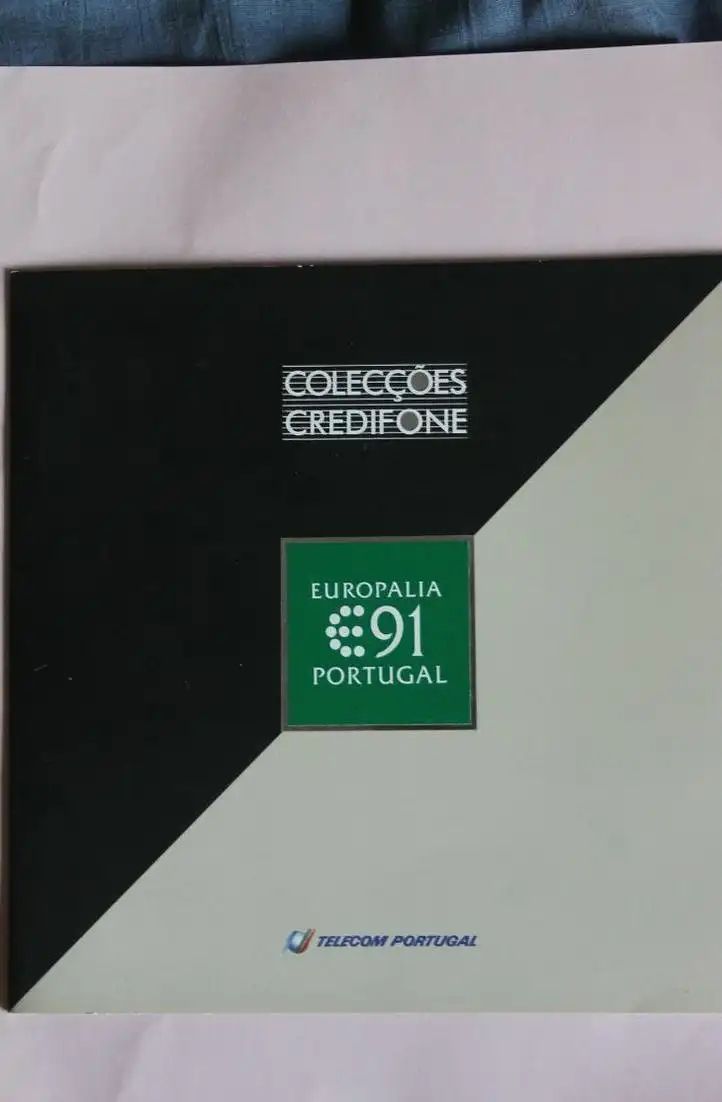 COLECÇÕES
CREDIFONE
EUROPALIA
91
PORTUGAL
TELECOM PORTUGAL